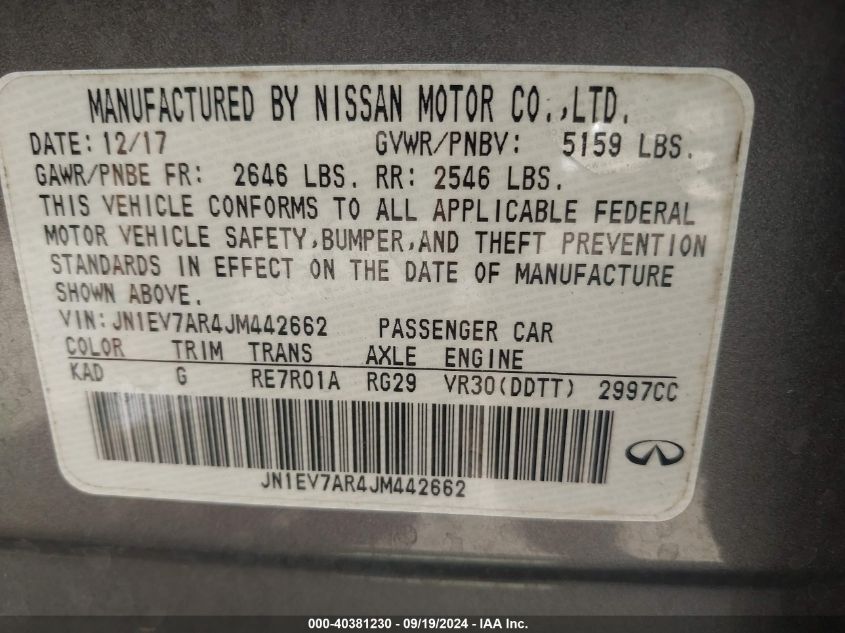 MANUFACTURED BY NISSAN MOTOR CO.,LTD.
DATE: 12/17 GVWR/PNBV: 5159 LBS.
GAWR/PNBE FR: 2646 LBS. RR: 2546 LBS.
THIS VEHICLE CONFORMS TO ALL APPLICABLE FEDERAL
MOTOR VEHICLE SAFETY,BUMPER,AND THEFT PREVENTION
STANDARDS IN EFFECT ON THE DATE OF MANUFACTURE
SHOWN ABOVE.
VIN: JN1EV7AR4JM442662 PASSENGER CAR
COLOR TRIM TRANS AXLE ENGINE
KAD G RE7R01A RG29 VR30(DDTT) 2997CC
JN1EV7AR4JM442662
000-40381230 - 09/19/2024 - IAA, Inc.